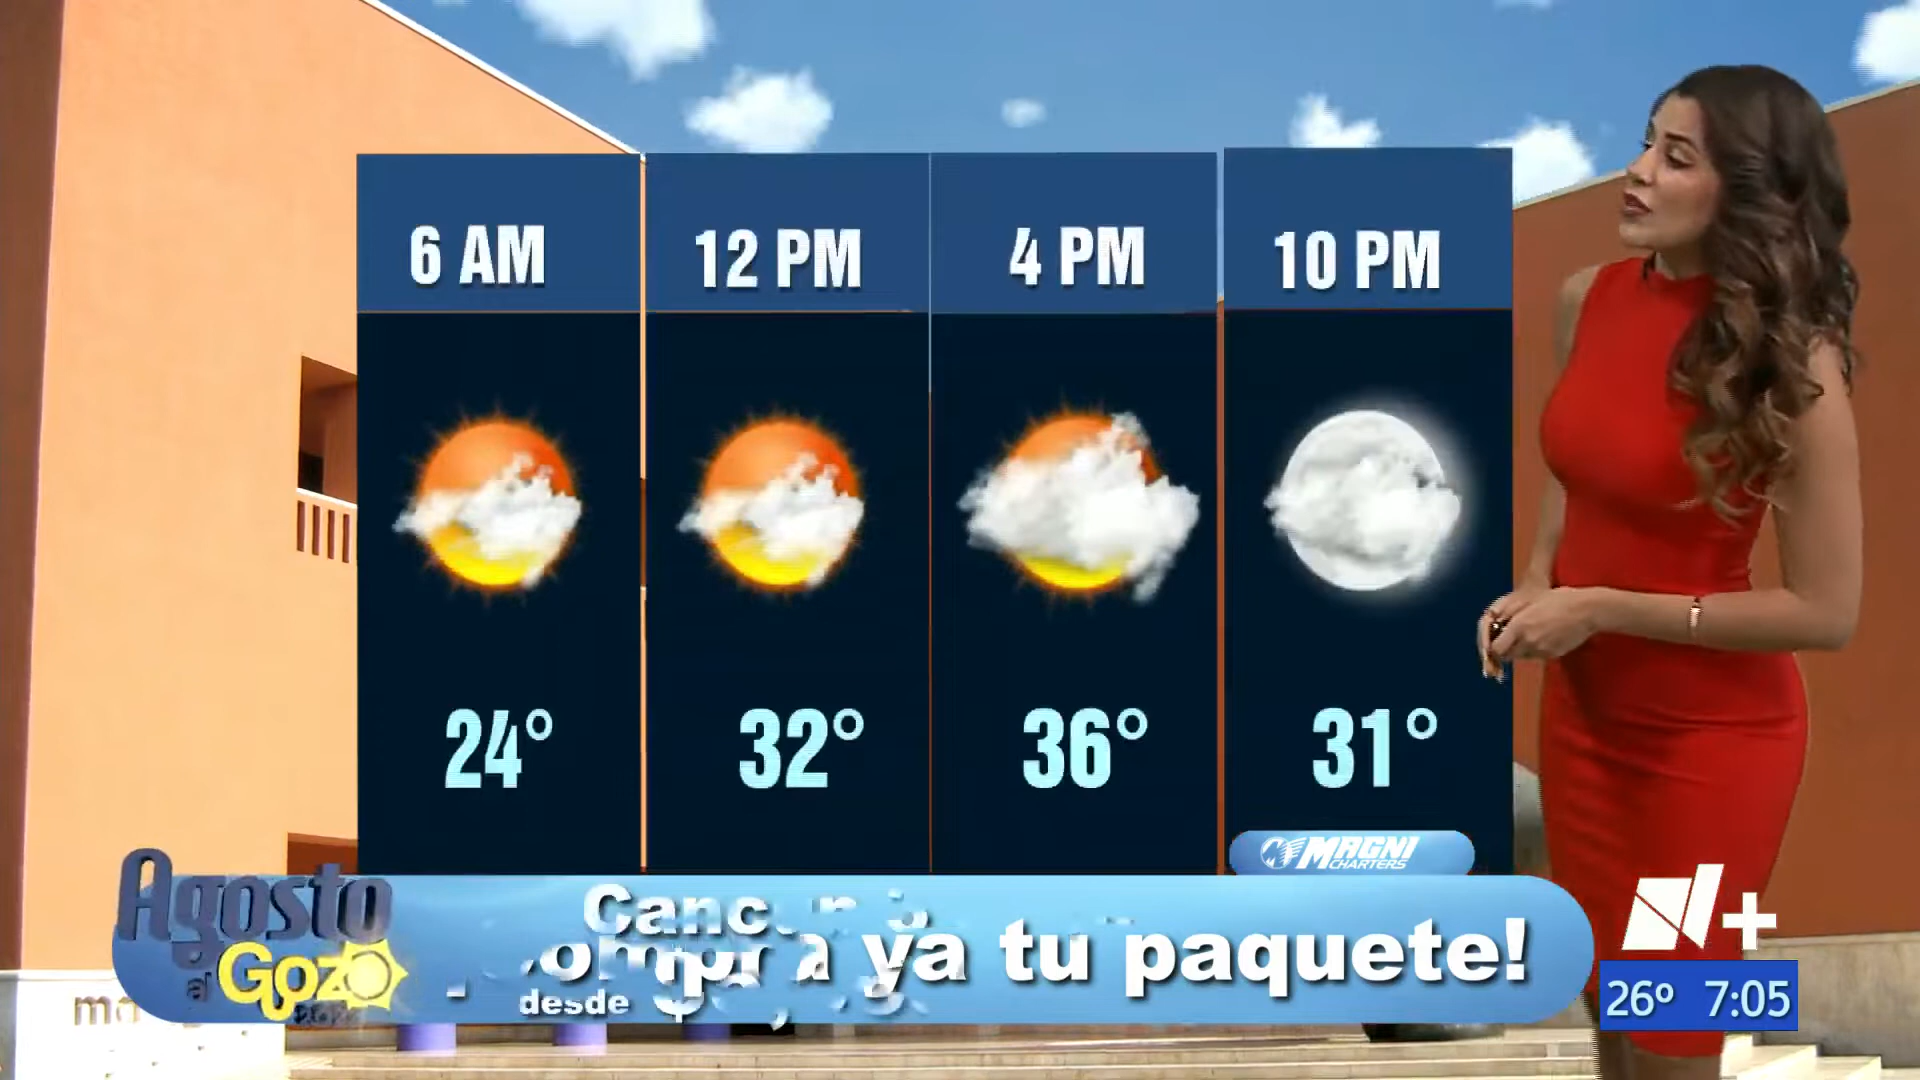 6 AM
12 PM
4 PM
10 PM
24°
32°
36°
31°
MAGNI
CHARTERS
Agosto
al
Gozo
desde
ya tu paquete!
N+
26° 7:05